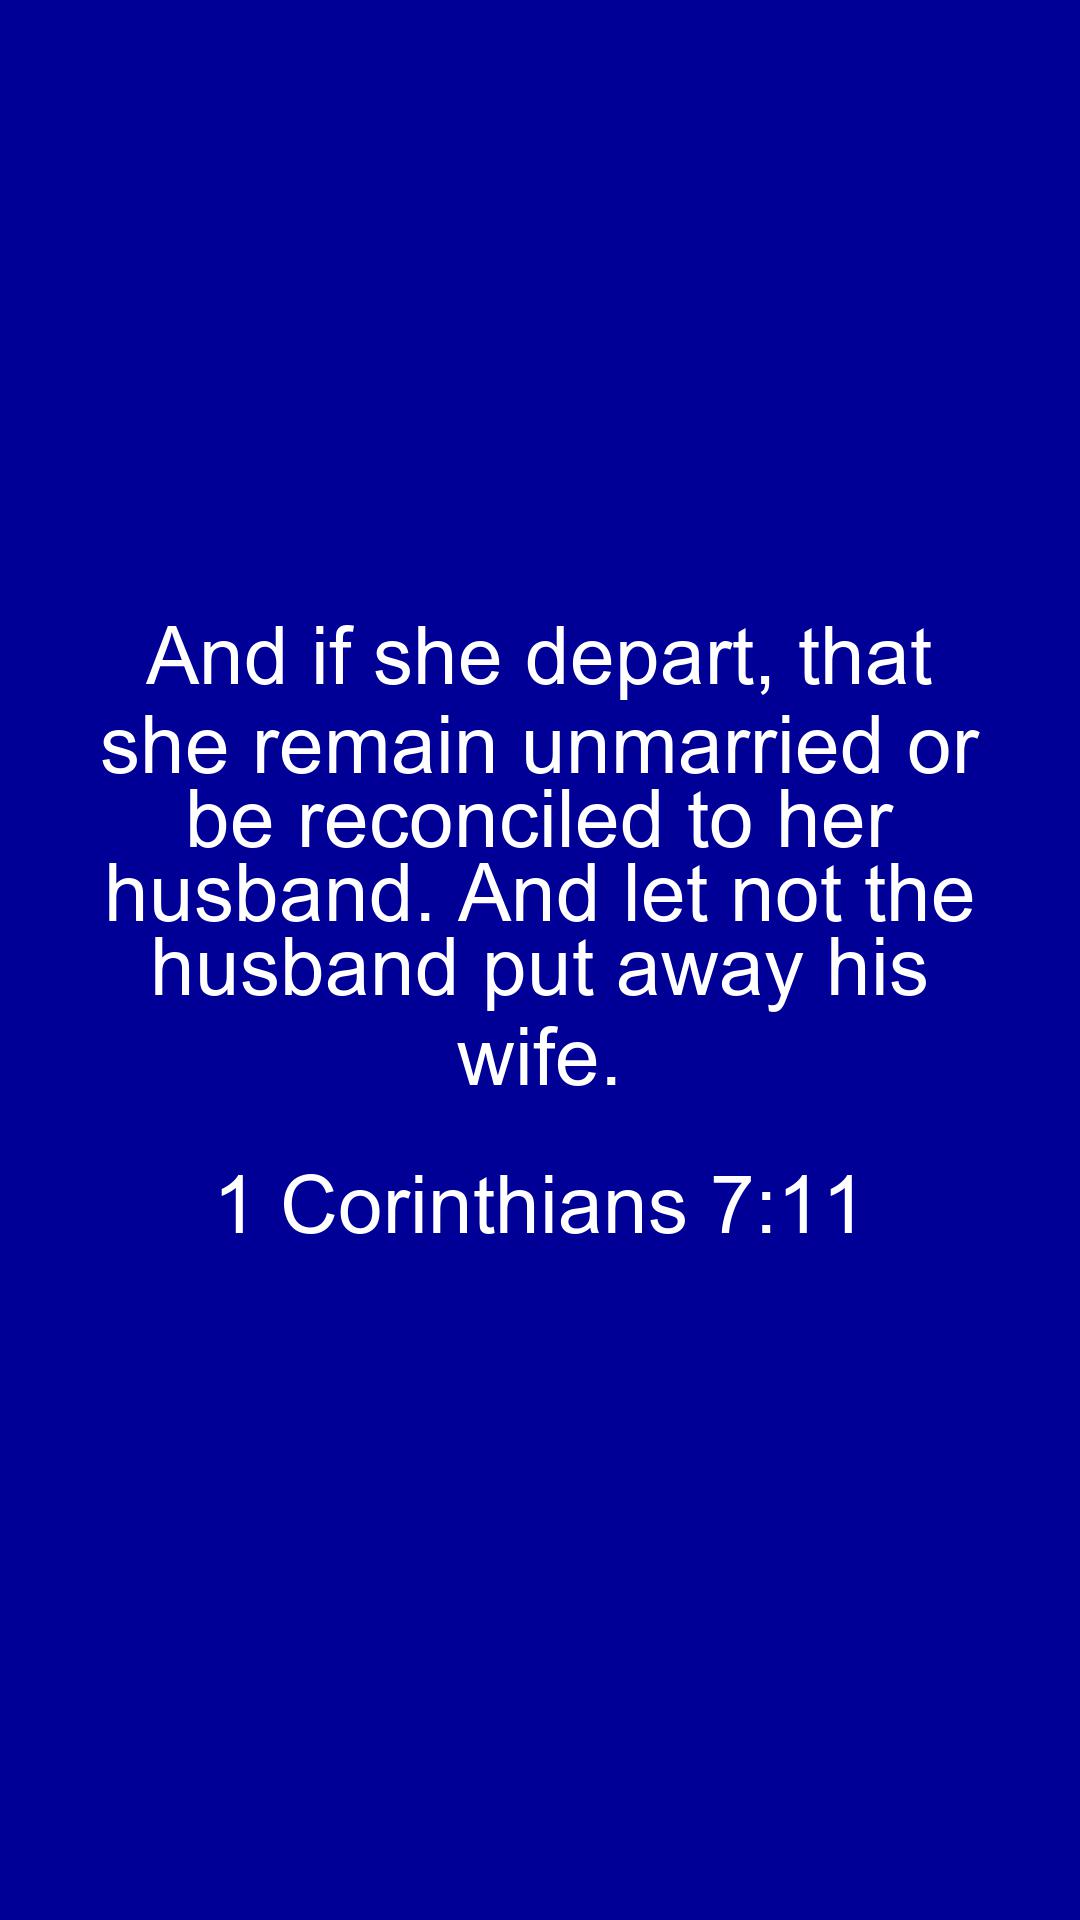 And if she depart, that
she remain unmarried or
be reconciled to her
husband. And let not the
husband put away his
wife.
1 Corinthians 7:11